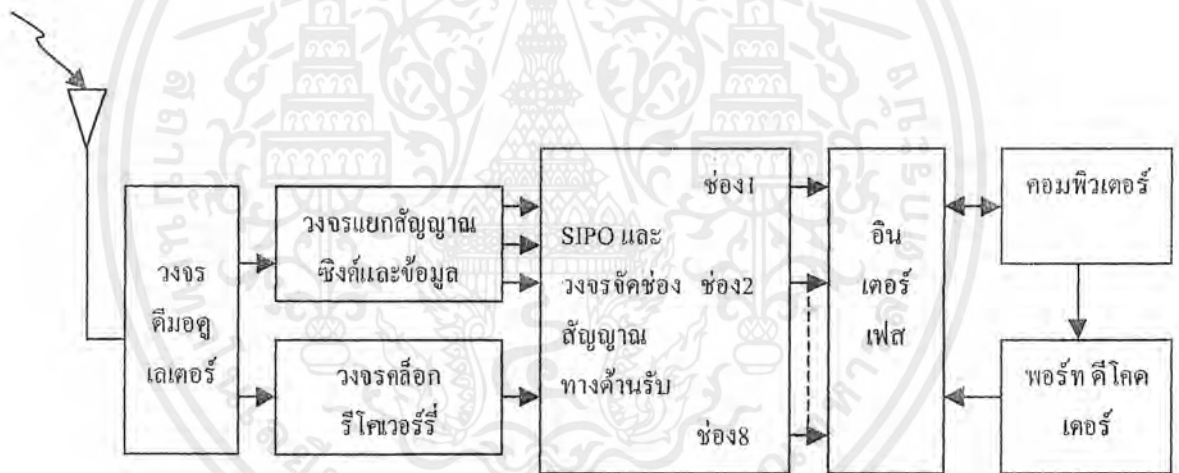 วงจร
ดีมอดู
เลเตอร์
วงจรแยกสัญญาณ
ซิงค์และข้อมูล
วงจรคล็อก
รีโคเวอร์รี่
SIPO และ
วงจรจัดช่อง
สัญญาณ
ทางด้านรับ
ช่อง1
ช่อง2
ช่อง8
อิน
เตอร์
เฟส
คอมพิวเตอร์
พอร์ท ดีโคด
เดอร์